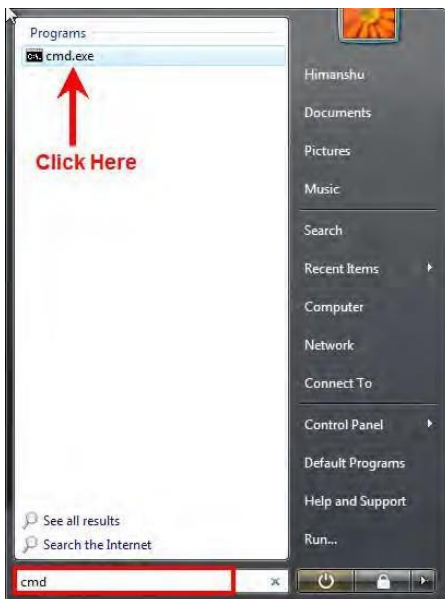 Programs
cmd.exe
Click Here
See all results
Search the Internet
cmd
Himanshu
Documents
Pictures
Music
Search
Recent Items
Computer
Network
Connect To
Control Panel
Default Programs
Help and Support
Run...